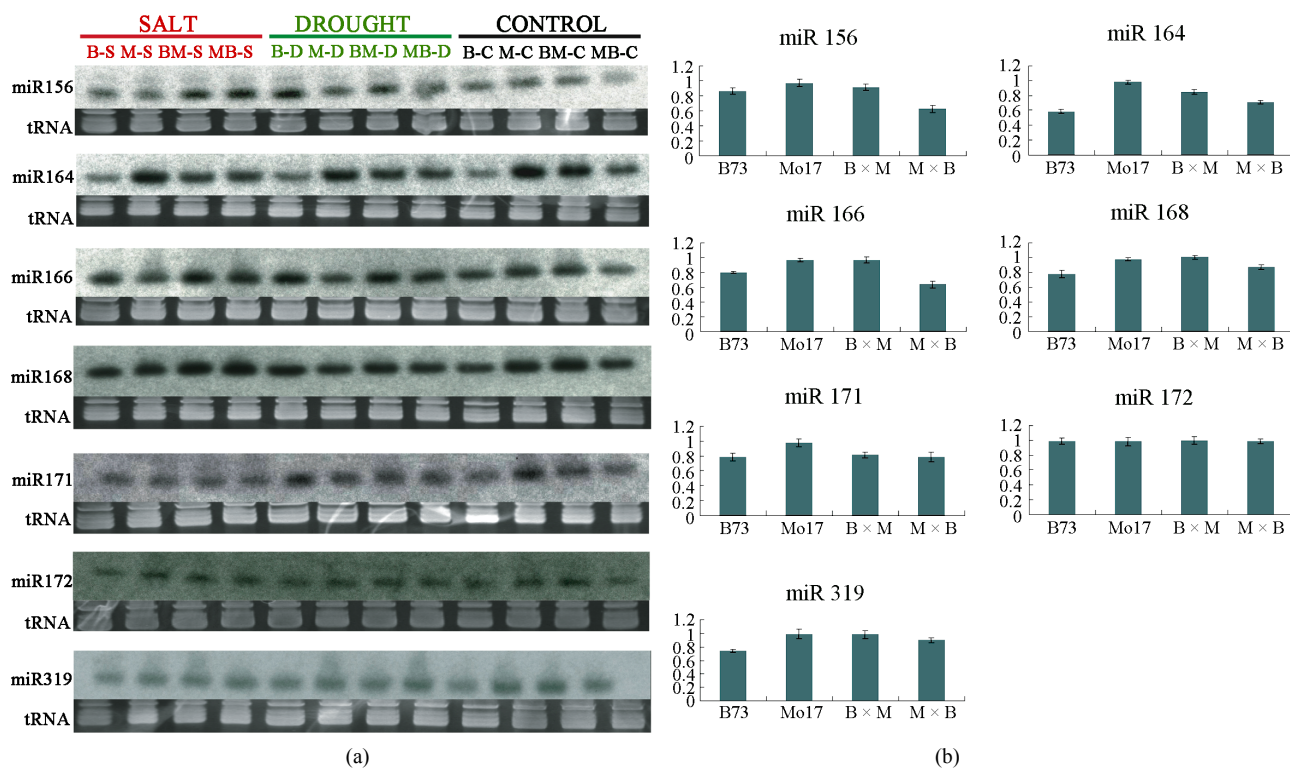 SALT DROUGHT CONTROL
B-S M-S BM-S MB-S B-D M-D BM-D MB-D B-C M-C BM-C MB-C
miR156
tRNA
miR164
tRNA
miR166
tRNA
miR168
tRNA
miR171
tRNA
miR172
tRNA
miR319
tRNA
(a)
miR 156
1.2
1
0.8
0.6
0.4
0.2
0
B73 Mo17 B × M M × B
miR 164
1.2
1
0.8
0.6
0.4
0.2
0
B73 Mo17 B × M M × B
miR 166
1.2
1
0.8
0.6
0.4
0.2
0
B73 Mo17 B × M M × B
miR 168
1.2
1
0.8
0.6
0.4
0.2
0
B73 Mo17 B × M M × B
miR 171
1.2
1
0.8
0.6
0.4
0.2
0
B73 Mo17 B × M M × B
miR 172
1.2
1
0.8
0.6
0.4
0.2
0
B73 Mo17 B × M M × B
miR 319
1.2
1
0.8
0.6
0.4
0.2
0
B73 Mo17 B × M M × B
(b)